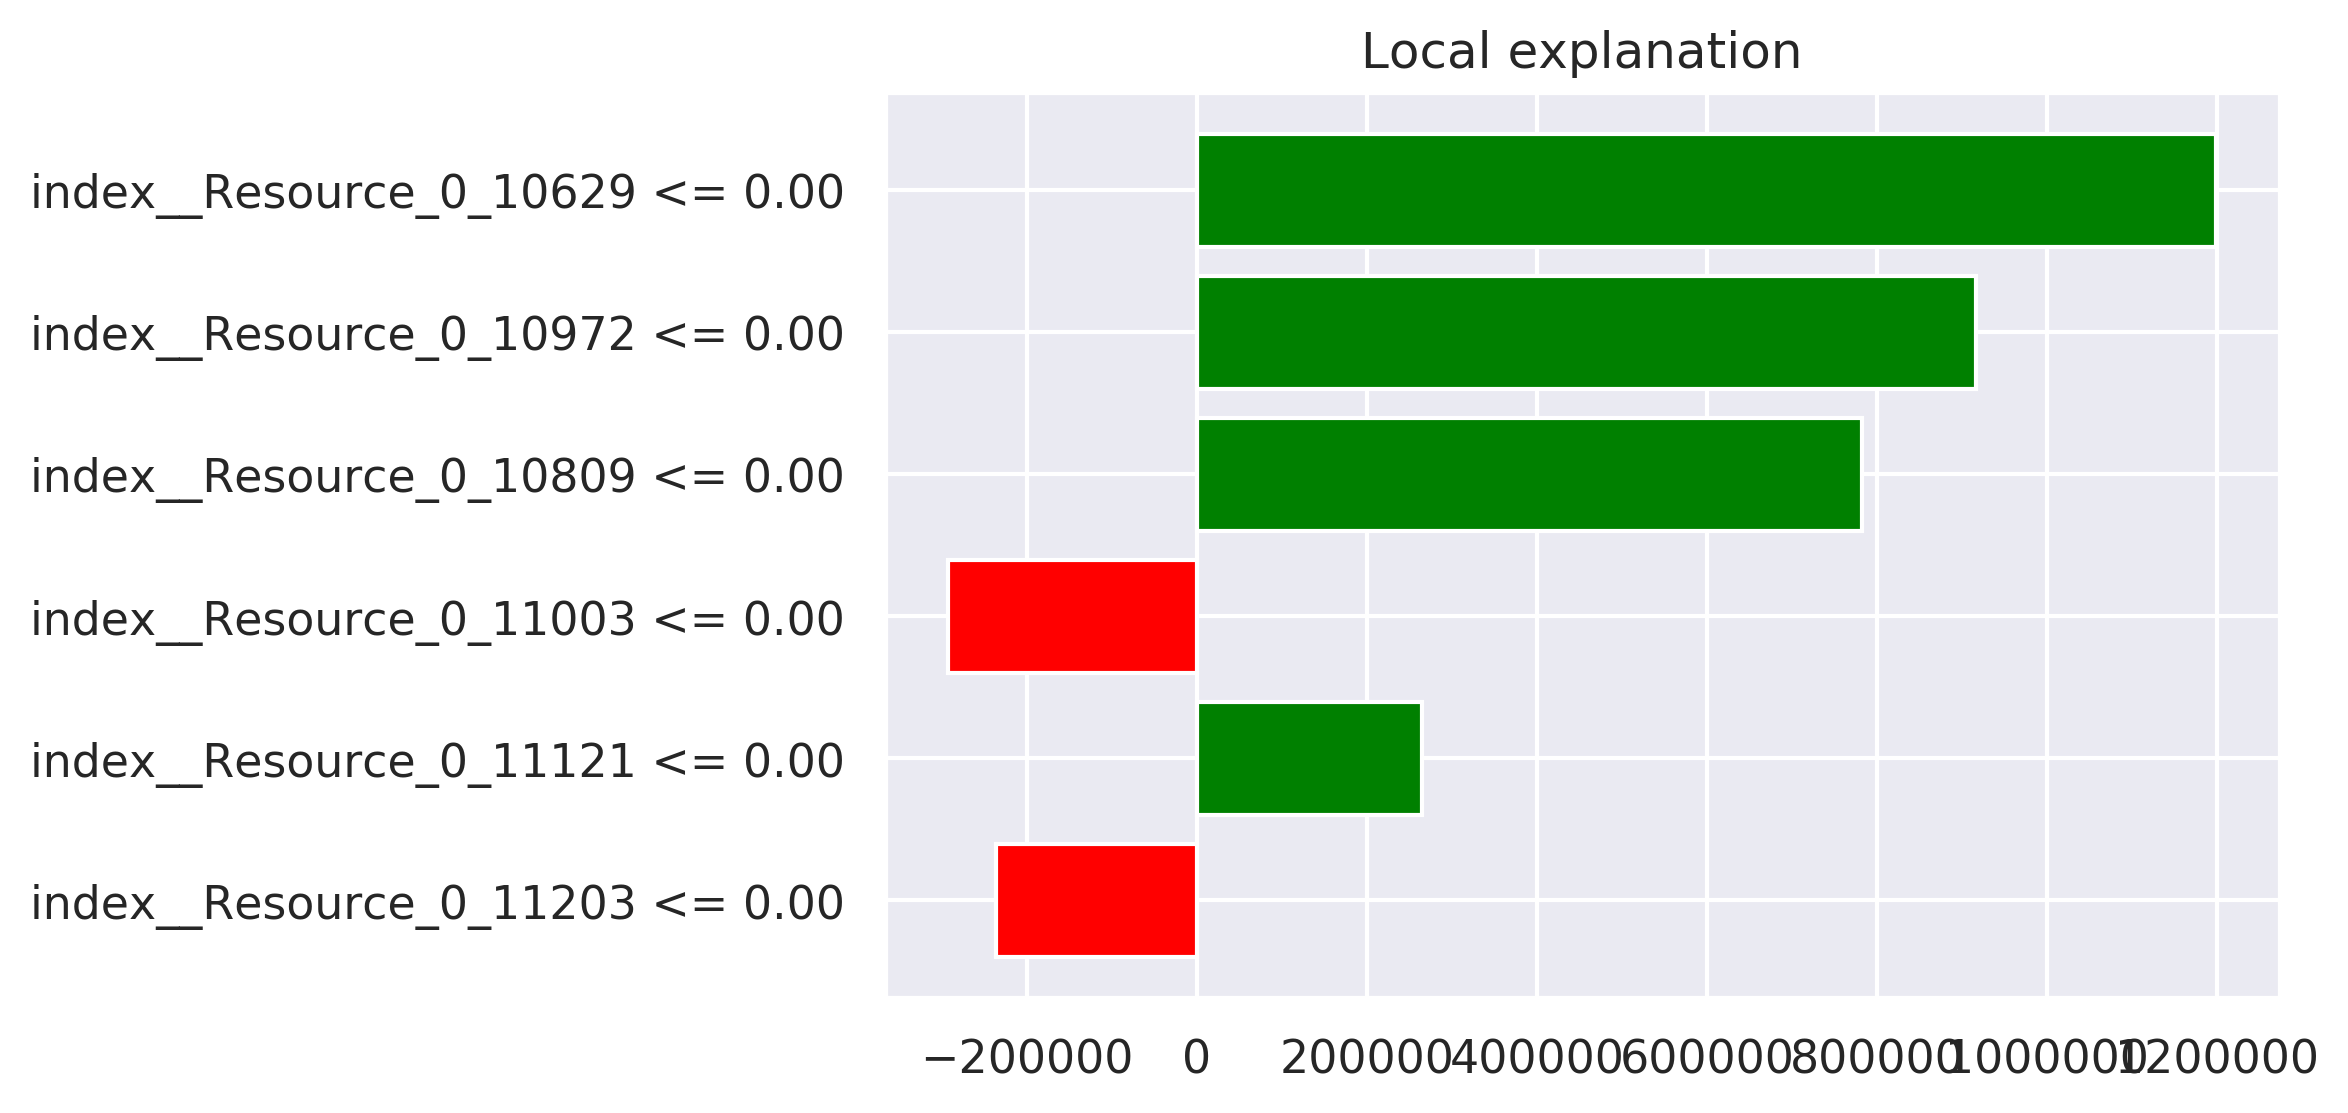 Local explanation
index__Resource_0_10629 <= 0.00
index__Resource_0_10972 <= 0.00
index__Resource_0_10809 <= 0.00
index__Resource_0_11003 <= 0.00
index__Resource_0_11121 <= 0.00
index__Resource_0_11203 <= 0.00
−200000 0 200000 400000 600000 800000 1000000 1200000